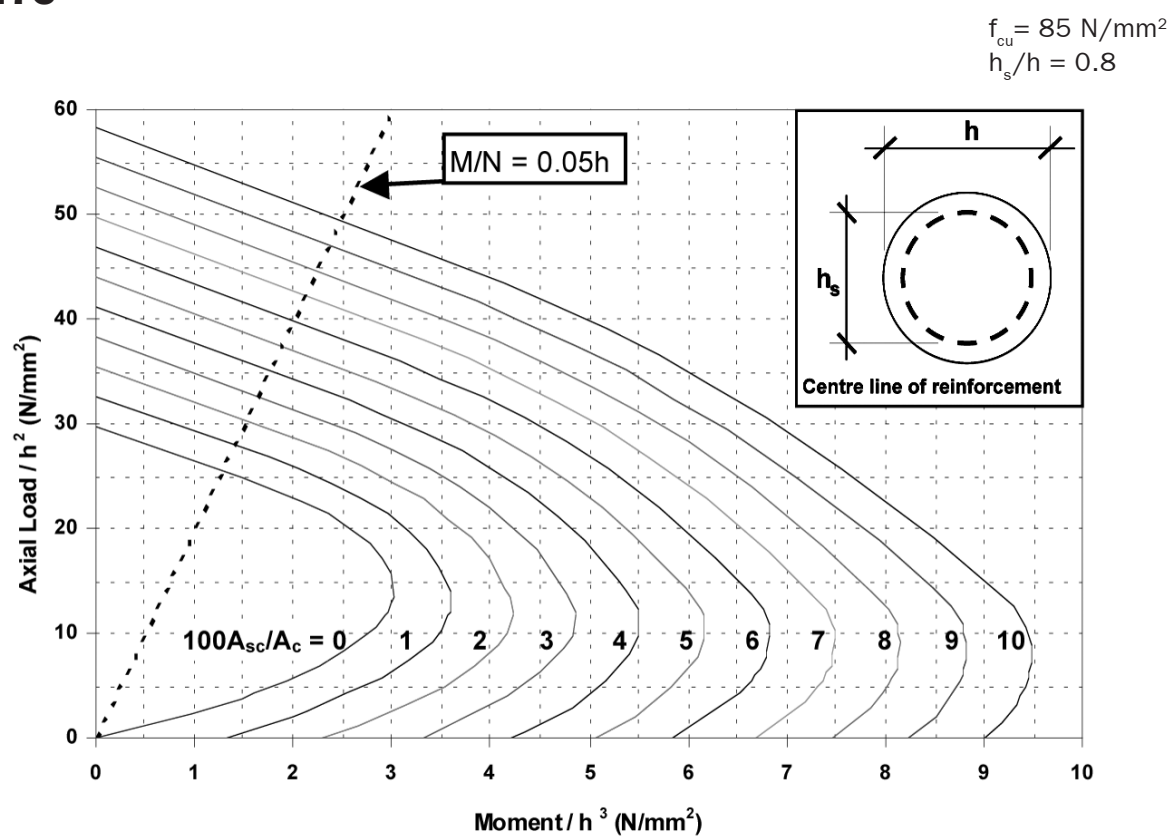 f_cu= 85 N/mm²
h_s/h = 0.8
60
50
40
30
20
10
0
Axial Load / h² (N/mm²)
M/N = 0.05h
h
h_s
Centre line of reinforcement
100A_sc/A_c = 0 1 2 3 4 5 6 7 8 9 10
0 1 2 3 4 5 6 7 8 9 10
Moment / h³ (N/mm²)